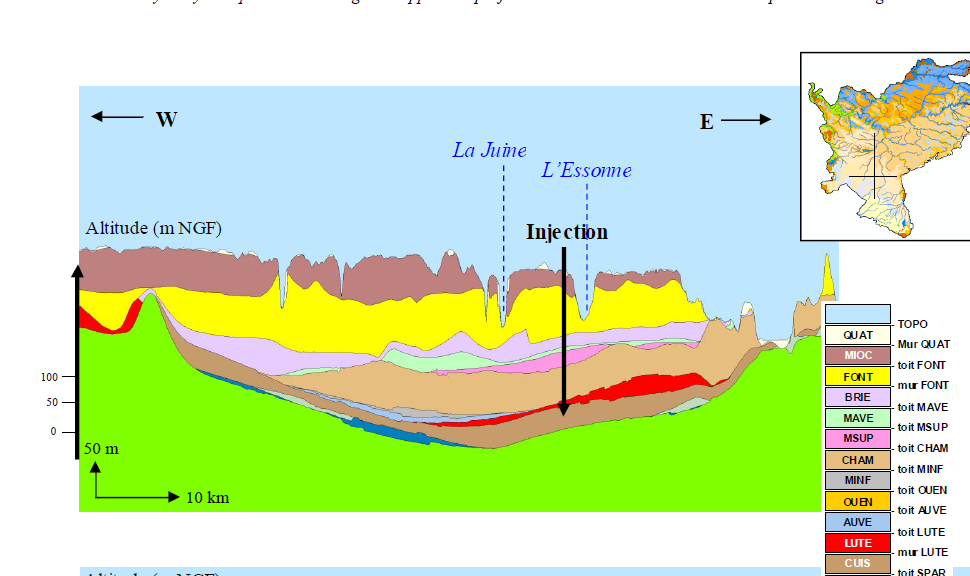 W
E
La Juine
L'Essonne
Altitude (m NGF)
Injection
100
50
0
50 m
10 km
TOPO
QUAT
Mur QUAT
MIOC
toit FONT
FONT
mur FONT
BRIE
toit MAVE
MAVE
toit MSUP
MSUP
toit CHAM
CHAM
toit MINF
MINF
toit OUEN
OUEN
toit AUVE
AUVE
toit LUTE
LUTE
mur LUTE
CUIS
toit SPAR